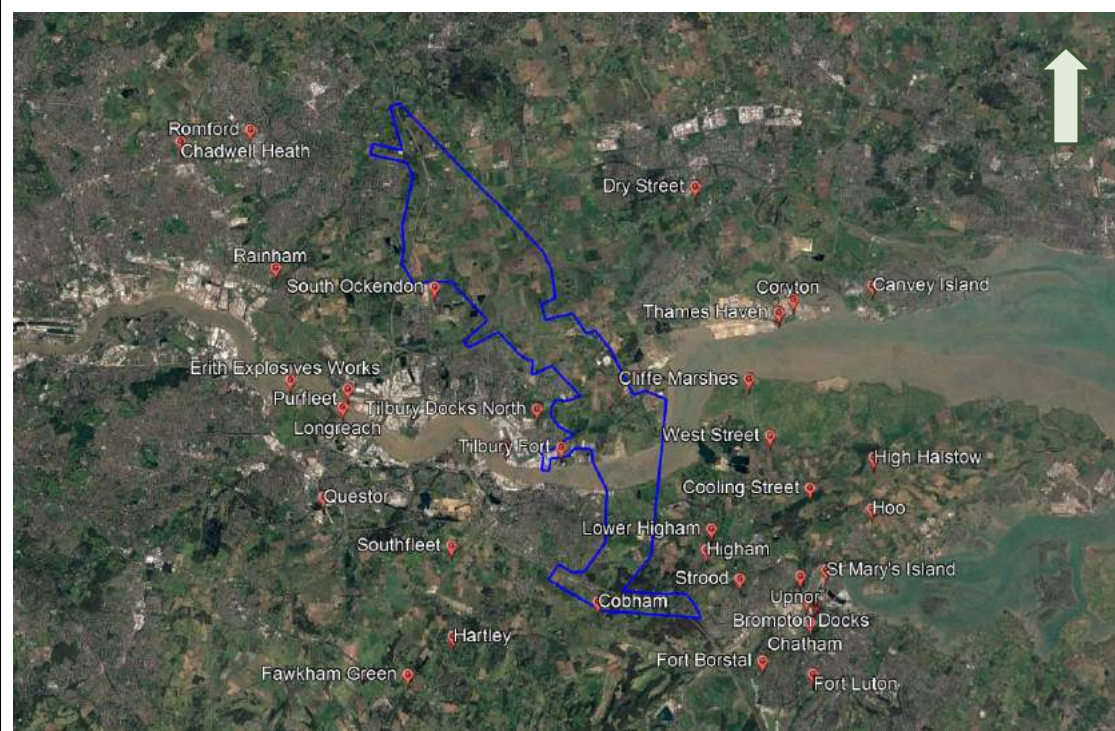 Romford
Chadwell Heath
Dry Street
Rainham
South Ockendon
Coryton
Canvey Island
Thames Haven
Erith Explosives Works
Cliffe Marshes
Purfleet
Tilbury Docks North
Longreach
West Street
Tilbury Fort
High Halstow
Cooling Street
Questor
Hoo
Lower Higham
Southfleet
Higham
St Mary's Island
Strood
Upnor
Cobham
Brompton Docks
Hartley
Chatham
Fort Borstal
Fawkham Green
Fort Luton